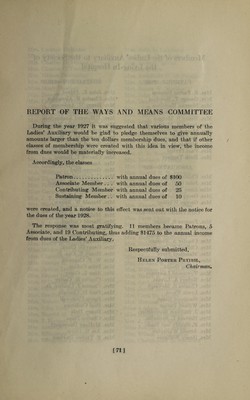 REPORT OF THE WAYS AND MEANS COMMITTEE
During the year 1927 it was suggested that various members of the
Ladies' Auxiliary would be glad to pledge themselves to give annually
amounts larger than the ten dollars membership dues, and that if other
classes of membership were created with this idea in view, the income
from dues would be materially increased.
Accordingly, the classes
Patron.............. with annual dues of $100
Associate Member... with annual dues of 50
Contributing Member with annual dues of 25
Sustaining Member.. with annual dues of 10
were created, and a notice to this effect was sent out with the notice for
the dues of the year 1928.
The response was most gratifying. 11 members became Patrons, 5
Associate, and 13 Contributing, thus adding $1475 to the annual income
from dues of the Ladies' Auxiliary.
Respectfully submitted,
HELEN PORTER
Chairman.
[71]